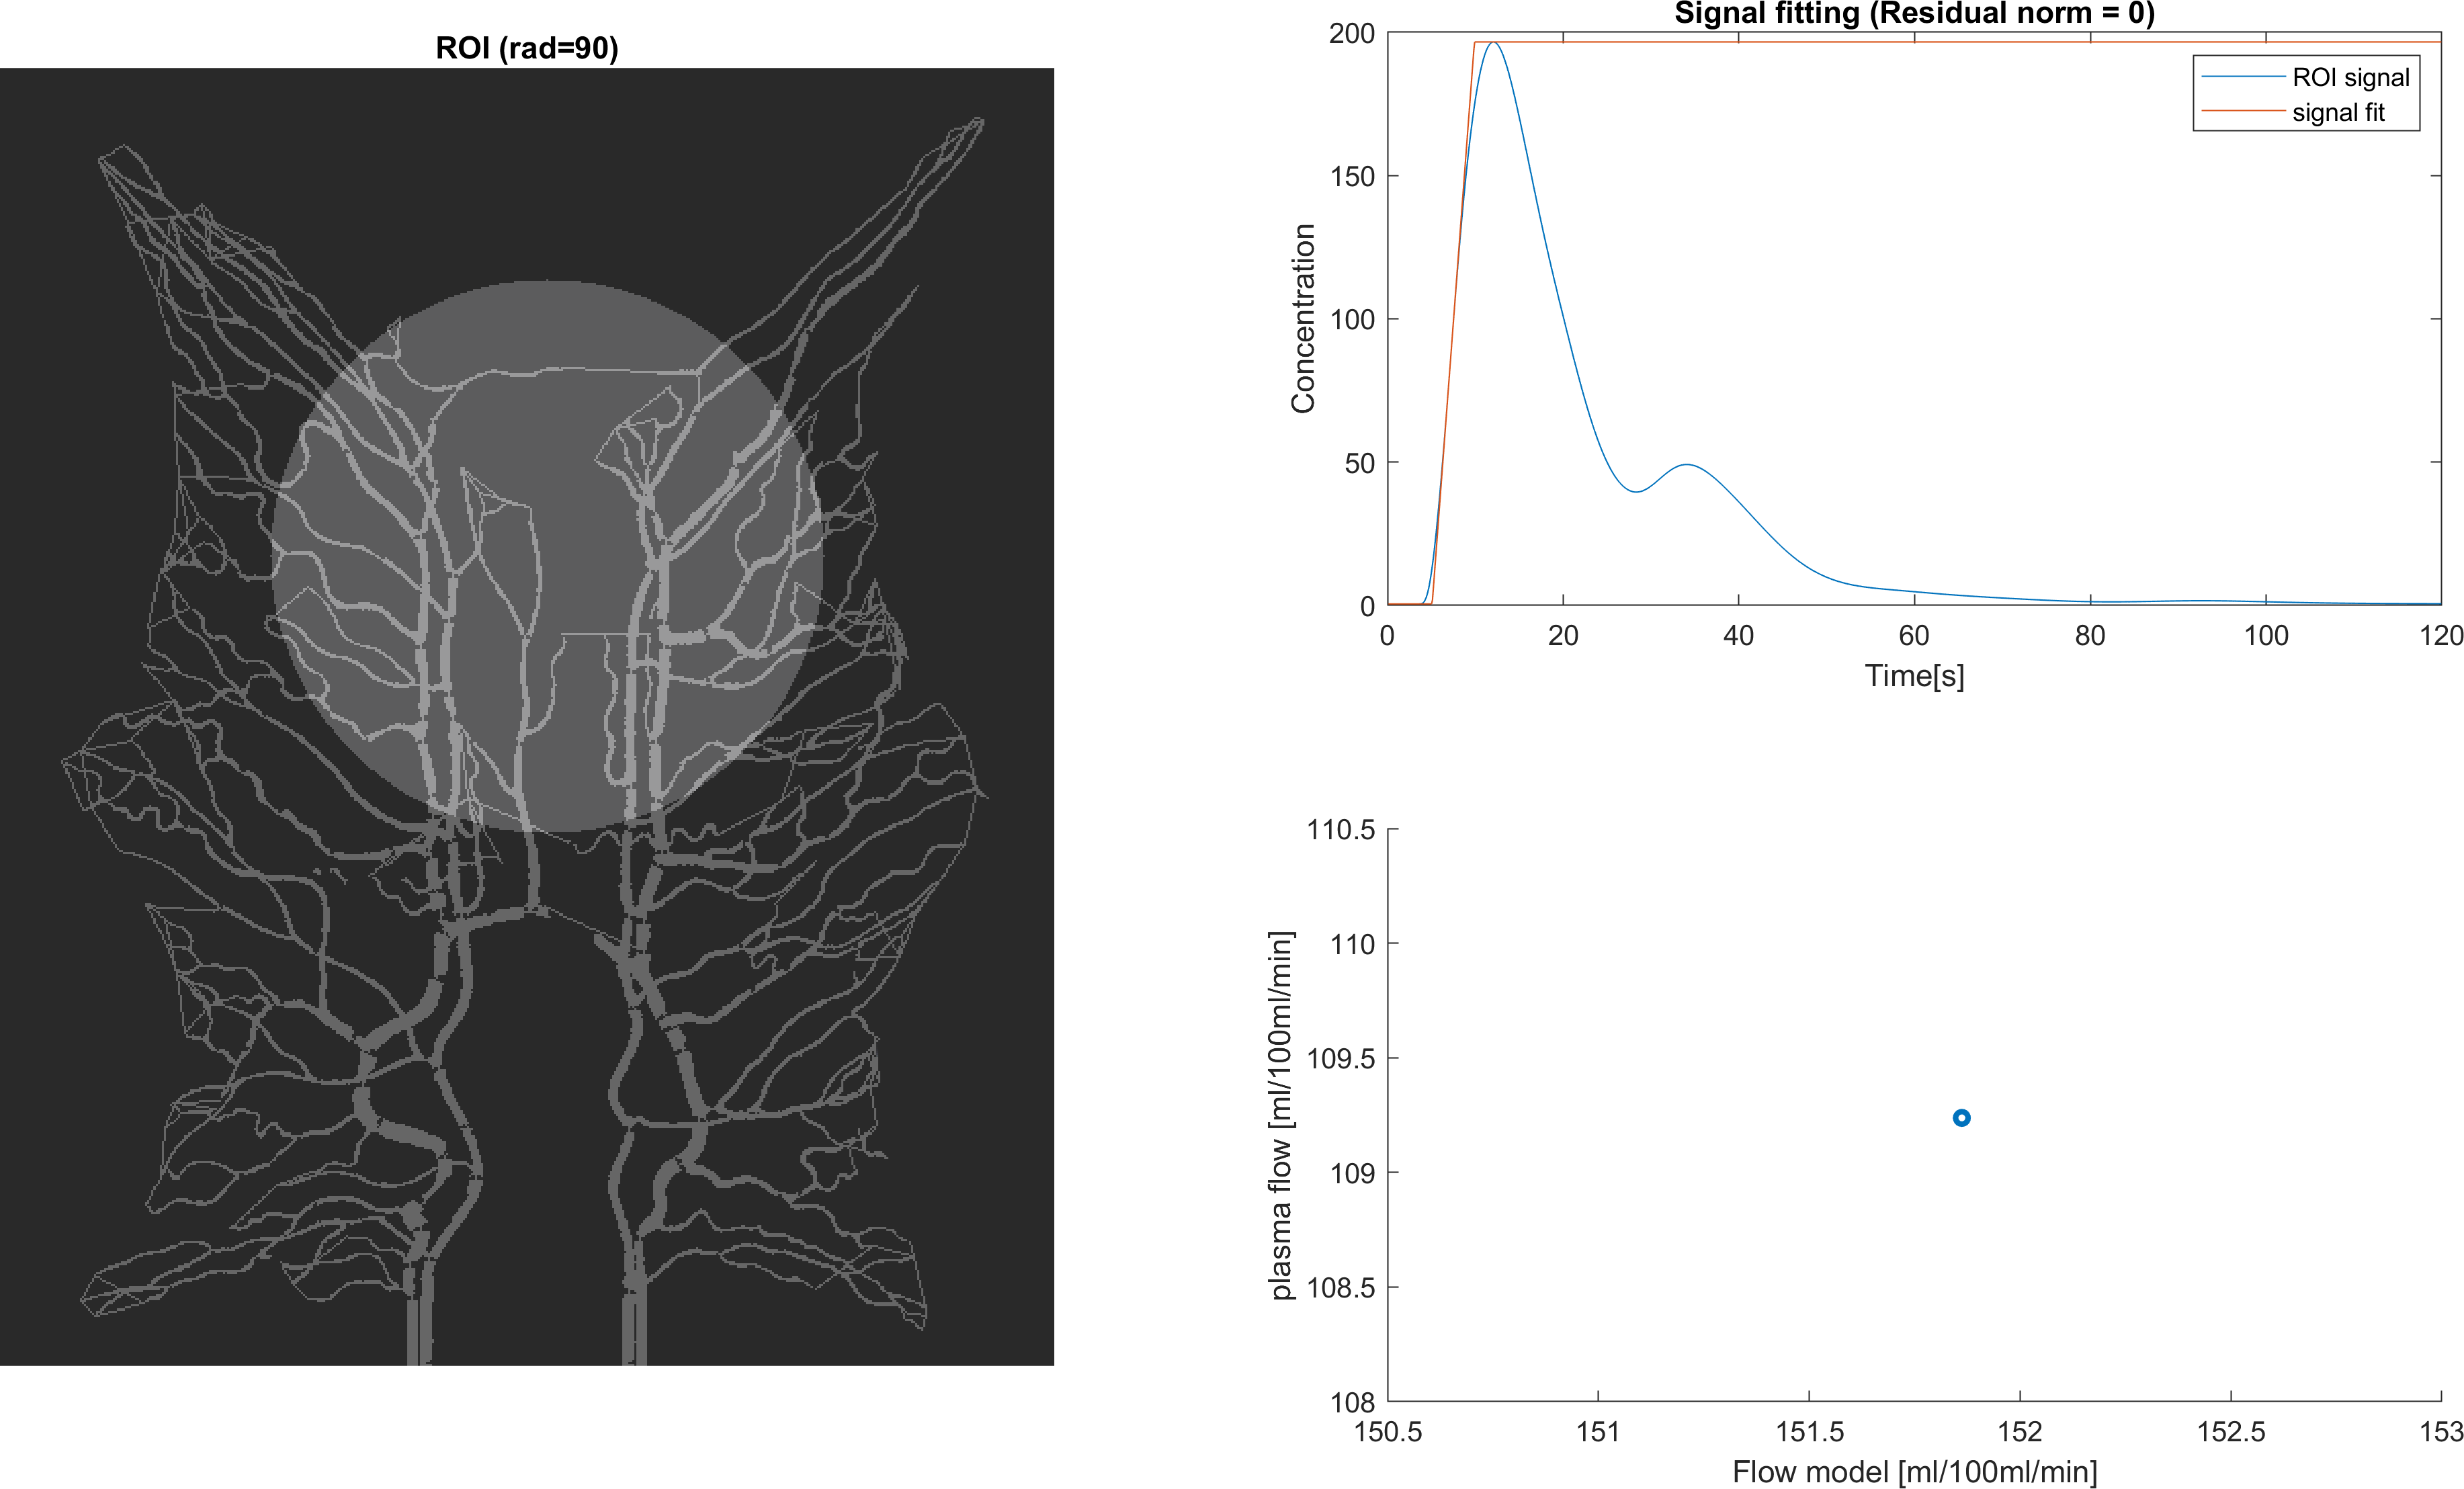 ROI (rad=90)
Signal fitting (Residual norm = 0)
200
150
100
50
0
Concentration
ROI signal
signal fit
0 20 40 60 80 100 120
Time[s]
110.5
110
109.5
109
108.5
108
plasma flow [ml/100ml/min]
150.5 151 151.5 152 152.5 153
Flow model [ml/100ml/min]